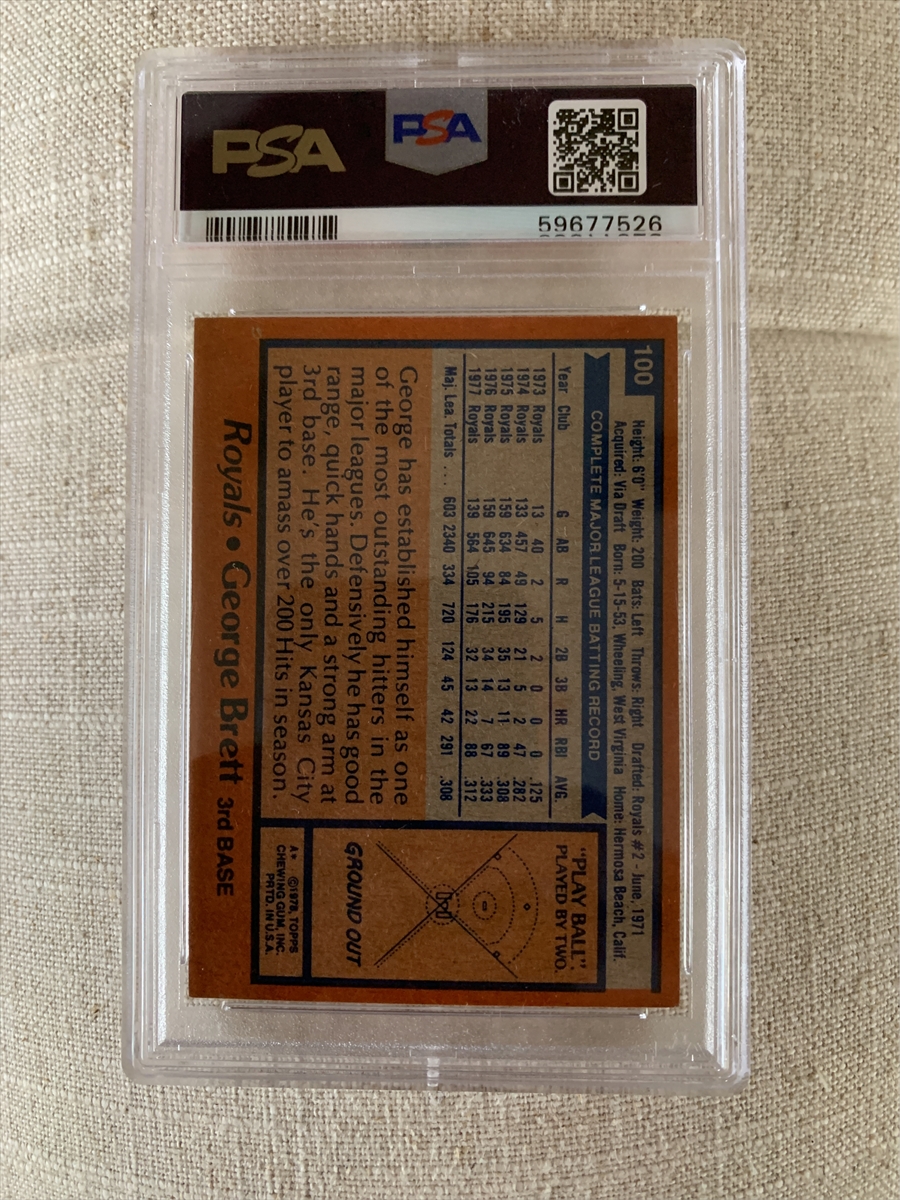 PSA
PSA
59677526
100
Height: 6'0" Weight: 200 Bats: Left Throws: Right Drafted: Royals #2 - June, 1971
Acquired: Via Draft Born: 5-15-53, Wheeling, West Virginia Home: Hermosa Beach, Calif.
COMPLETE MAJOR LEAGUE BATTING RECORD
Year Club G AB R H 2B 3B HR RBI AVG.
1973 Royals 13 40 2 5 2 0 0 0 .125
1974 Royals 133 457 49 129 21 5 2 47 .282
1975 Royals 159 634 84 195 35 13 11 89 .308
1976 Royals 159 645 94 215 34 14 7 67 .333
1977 Royals 139 564 105 176 32 13 22 88 .312
Maj. Lea. Totals . . . 603 2340 334 720 124 45 42 291 .308
George has established himself as one
of the most outstanding hitters in the
major leagues. Defensively he has good
range, quick hands and a strong arm at
3rd base. He's the only Kansas City
player to amass over 200 Hits in season.
"PLAY BALL"
PLAYED BY TWO.
GROUND OUT
A* ©1978, TOPPS
CHEWING GUM, INC.
PRTD. IN U.S.A.
Royals • George Brett 3rd BASE